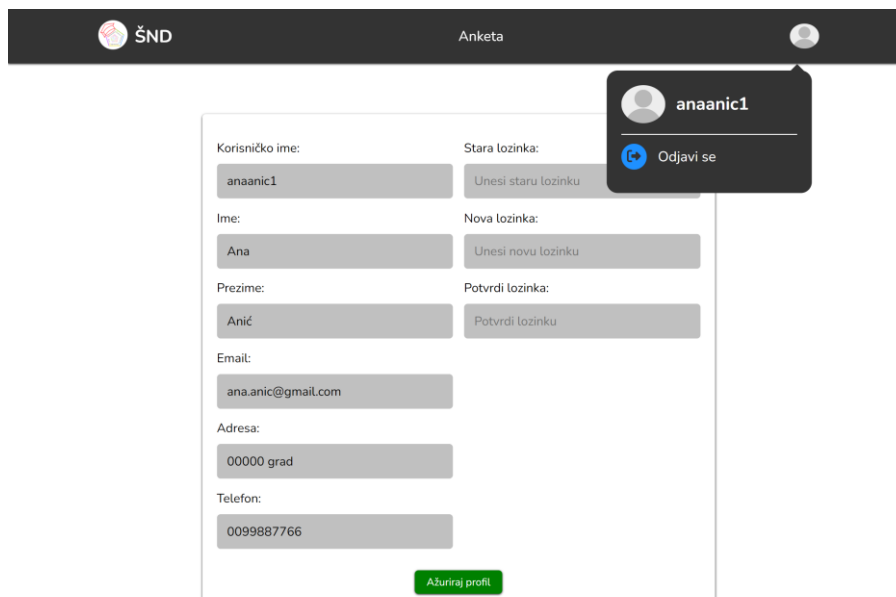 ŠND
Anketa
anaanic1
Odjavi se
Korisničko ime:
anaanic1
Ime:
Ana
Prezime:
Anić
Email:
ana.anic@gmail.com
Adresa:
00000 grad
Telefon:
0099887766
Stara lozinka:
Unesi staru lozinku
Nova lozinka:
Unesi novu lozinku
Potvrdi lozinka:
Potvrdi lozinku
Ažuriraj profil